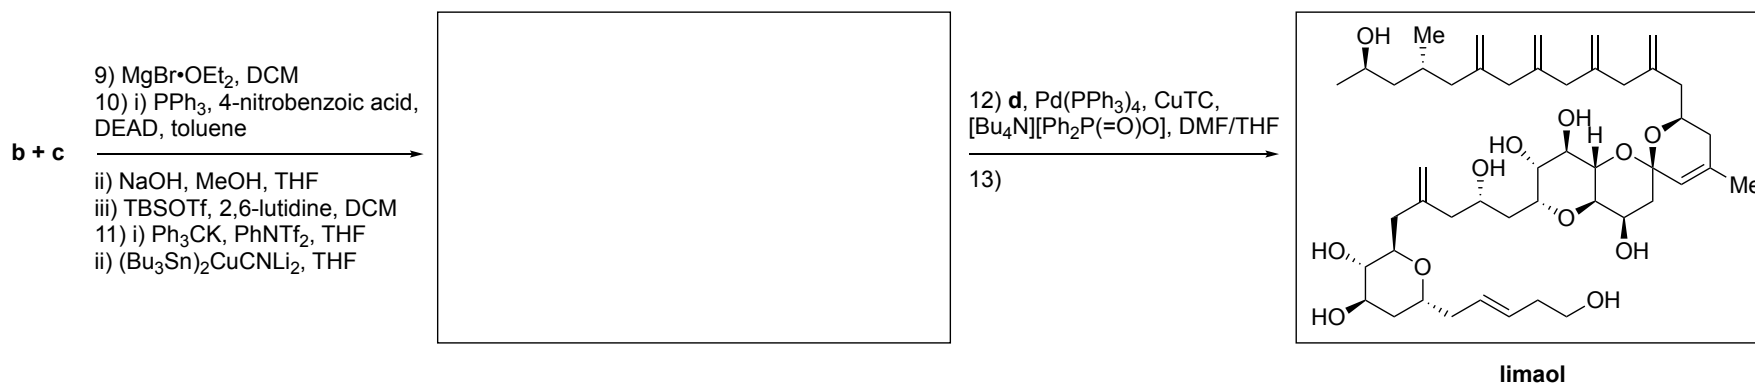 b + c
9) MgBr•OEt2, DCM
10) i) PPh3, 4-nitrobenzoic acid,
DEAD, toluene
ii) NaOH, MeOH, THF
iii) TBSOTf, 2,6-lutidine, DCM
11) i) Ph3CK, PhNTf2, THF
ii) (Bu3Sn)2CuCNLi2, THF
12) d, Pd(PPh3)4, CuTC,
[Bu4N][Ph2P(=O)O], DMF/THF
13)
OH Me
OH
O
HO OH H O
Me
O
OH
HO
O
HO
OH
limaol